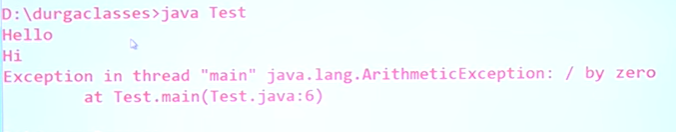 D:\durgaclasses>java Test
Hello
Hi
Exception in thread "main" java.lang.ArithmeticException: / by zero
        at Test.main(Test.java:6)